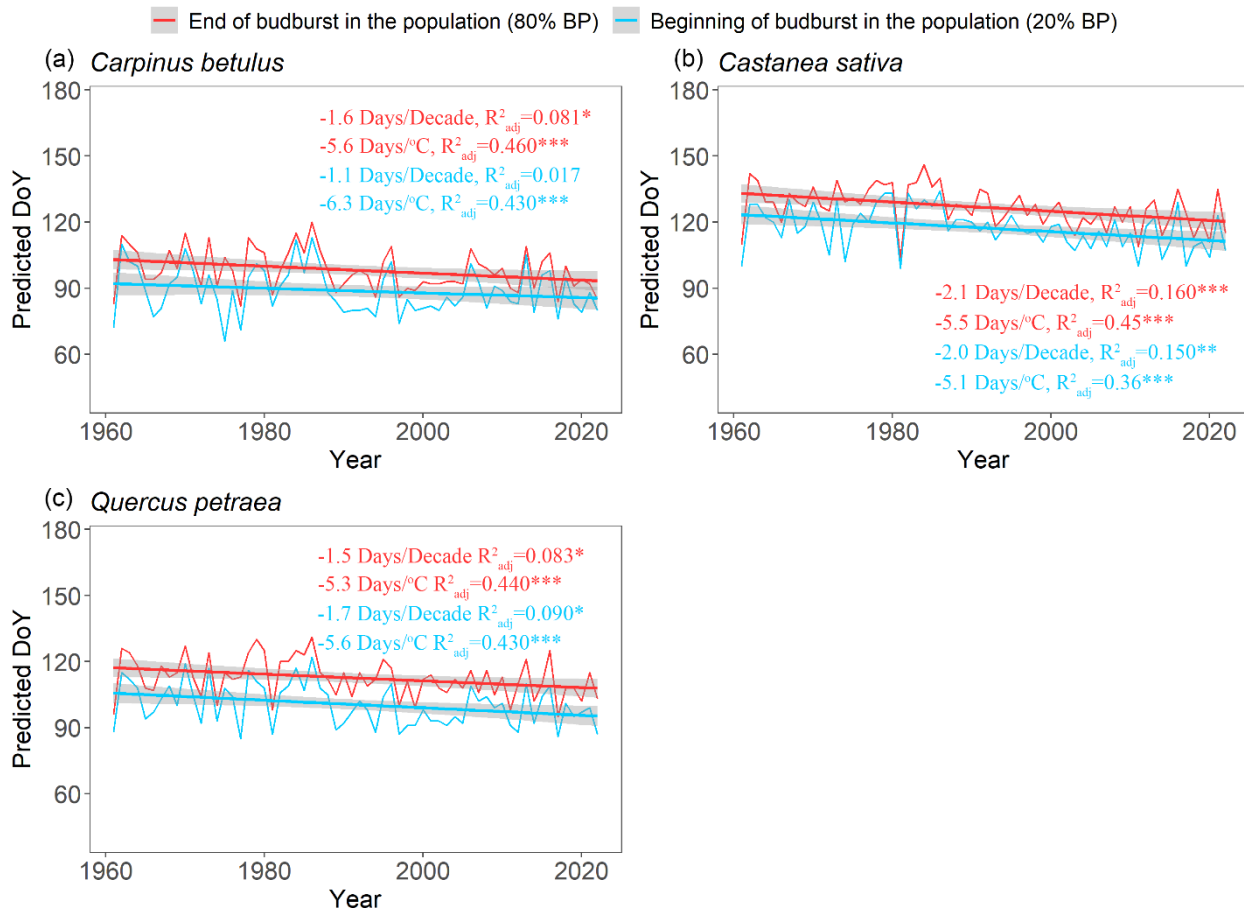 End of budburst in the population (80% BP) Beginning of budburst in the population (20% BP)
(a) Carpinus betulus
180
150
120
90
60
Predicted DoY
-1.6 Days/Decade, R²adj=0.081*
-5.6 Days/°C, R²adj=0.460***
-1.1 Days/Decade, R²adj=0.017
-6.3 Days/°C, R²adj=0.430***
1960 1980 2000 2020
Year
(b) Castanea sativa
180
150
120
90
60
Predicted DoY
-2.1 Days/Decade, R²adj=0.160***
-5.5 Days/°C, R²adj=0.45***
-2.0 Days/Decade, R²adj=0.150**
-5.1 Days/°C, R²adj=0.36***
1960 1980 2000 2020
Year
(c) Quercus petraea
180
150
120
90
60
Predicted DoY
-1.5 Days/Decade R²adj=0.083*
-5.3 Days/°C R²adj=0.440***
-1.7 Days/Decade R²adj=0.090*
-5.6 Days/°C R²adj=0.430***
1960 1980 2000 2020
Year